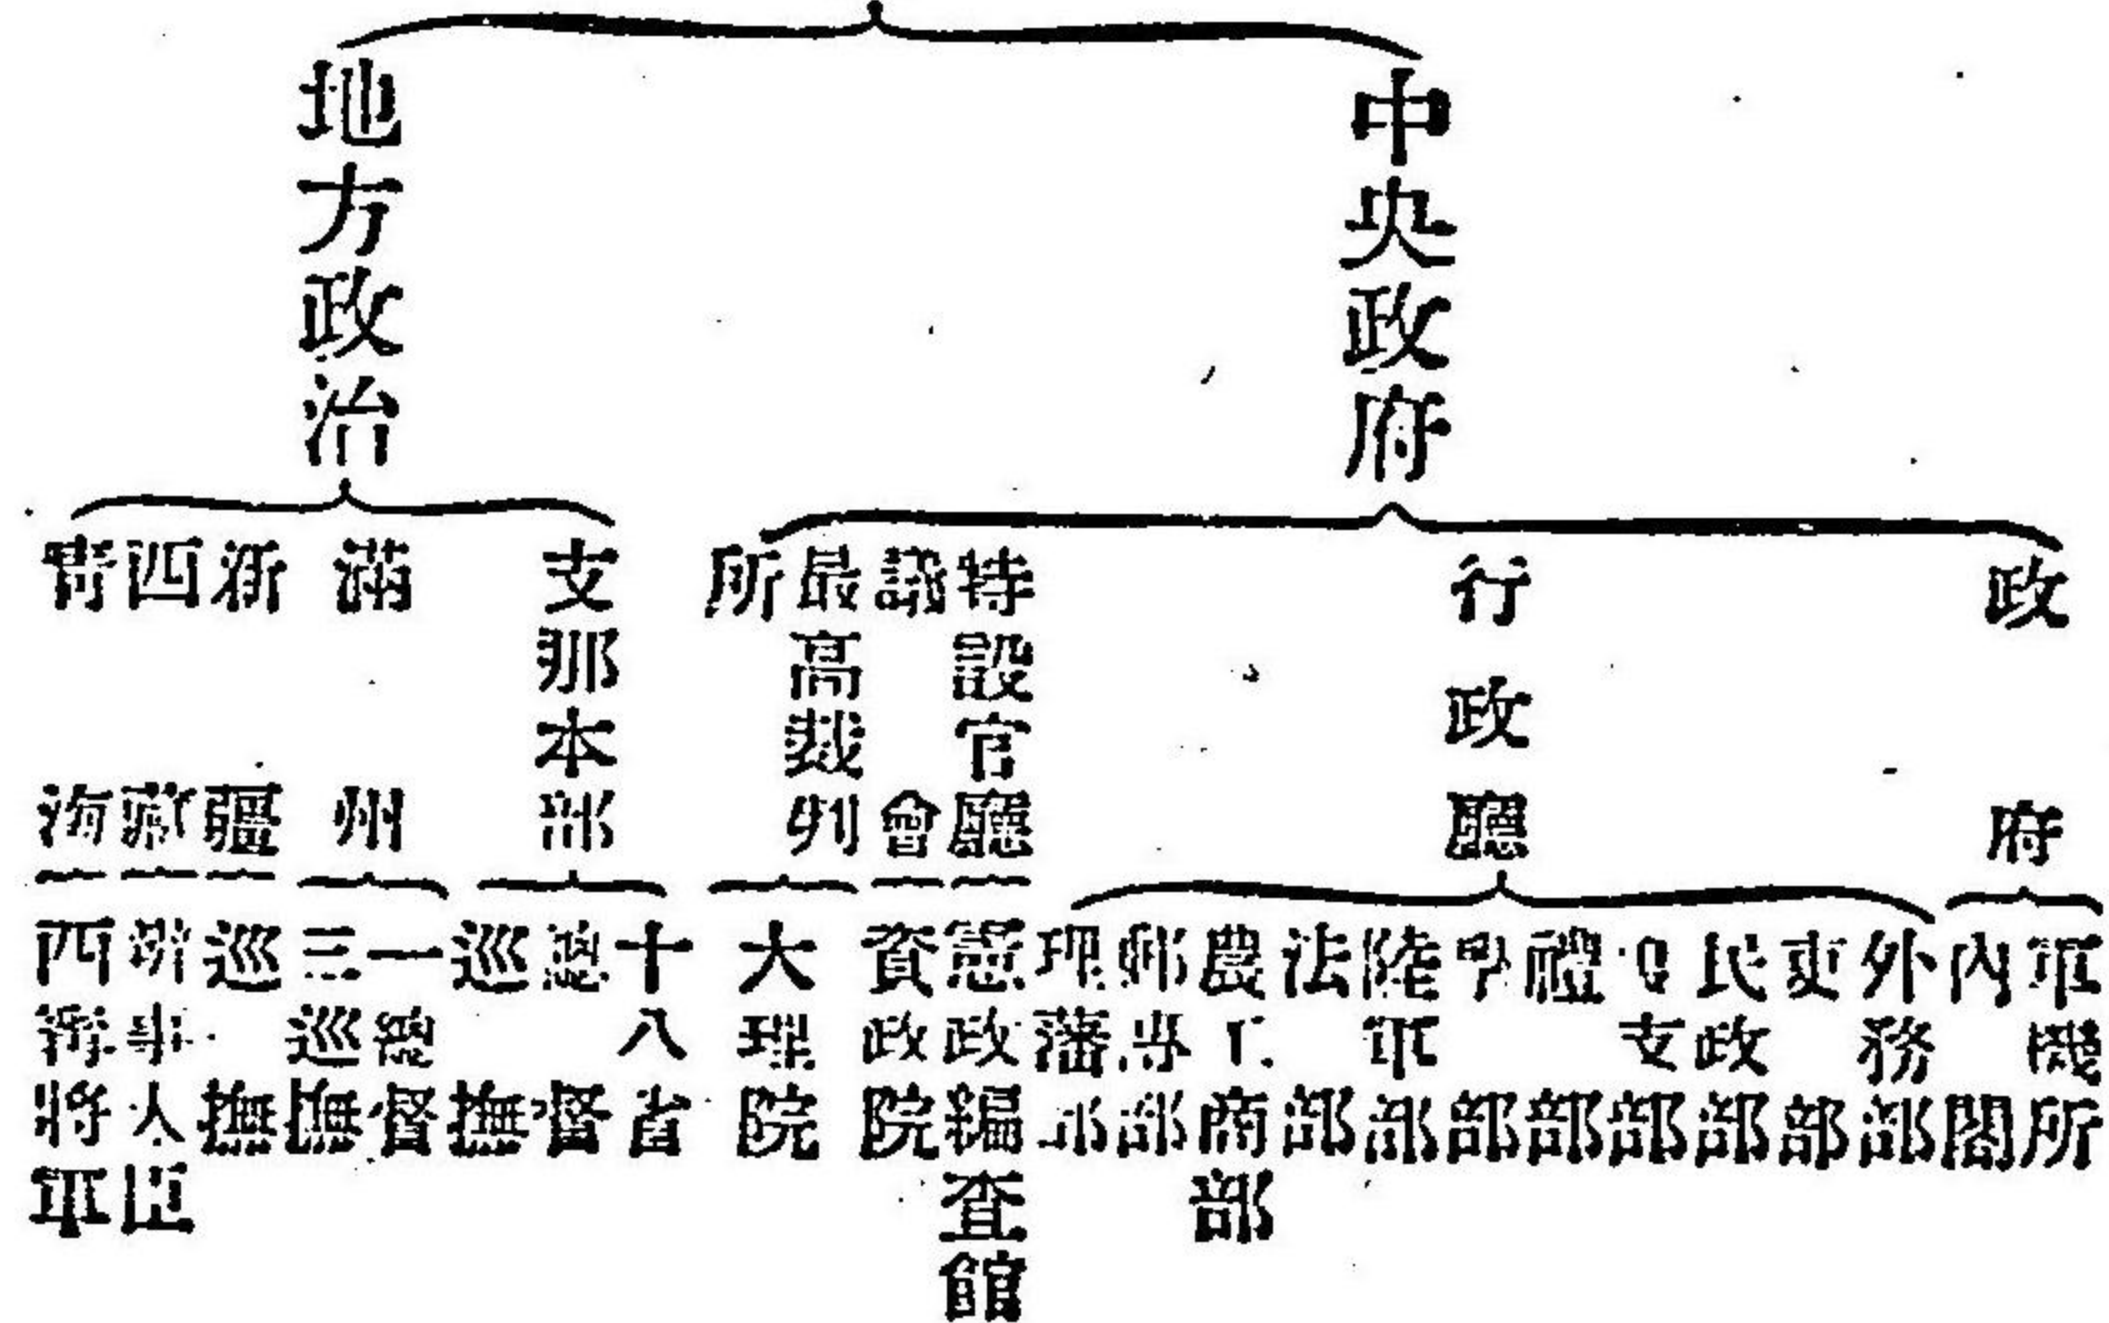 中央政府
政府
軍機所
內閣
行政廳
外務部
吏部
民政部
度支部
禮部
學部
陸軍部
法部
農工商部
郵專部
理藩部
特設官廳
憲政編查館
議會
資政院
最高裁判所
大理院
地方政治
支那本部
十八省
總督
巡撫
滿州
一總督
三巡撫
新疆
巡撫
西藏
辦事大臣
青海
四寧將軍